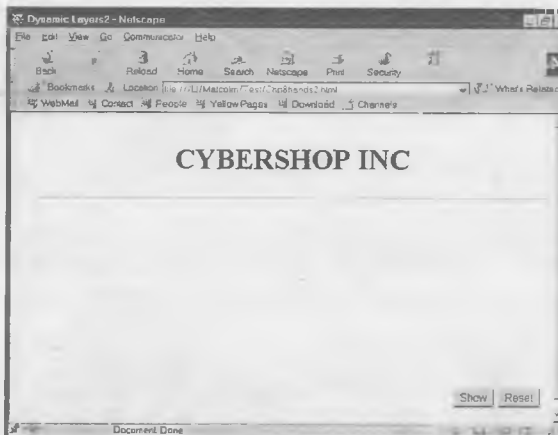 Dynamic Layers2 - Netscape
File Edit View Go Communicator Help
Back Reload Home Search Netscape Print Security
Bookmarks Location What's Related
WebMail Contact People Yellow Pages Download Channels
CYBERSHOP INC
Show Reset
Document Done